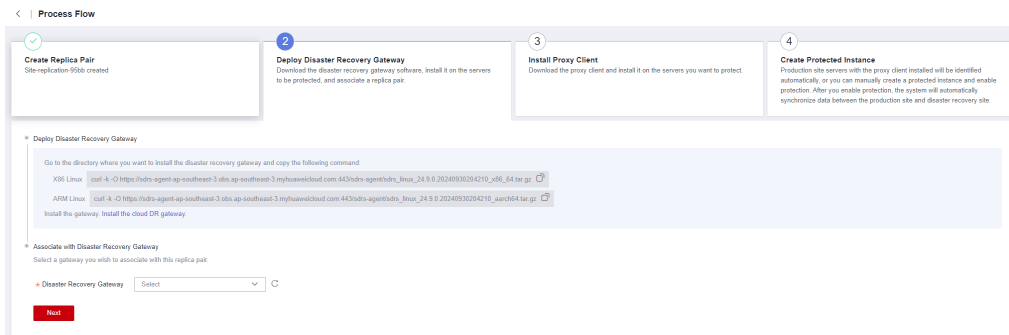 Process Flow
Create Replica Pair
Site-replication-95bb created
2
Deploy Disaster Recovery Gateway
Download the disaster recovery gateway software, install it on the servers
to be protected, and associate a replica pair.
3
Install Proxy Client
Download the proxy client and install it on the servers you want to protect.
4
Create Protected Instance
Production site servers with the proxy client installed will be identified
automatically, or you can manually create a protected instance and enable
protection. After you enable protection, the system will automatically
synchronize data between the production site and disaster recovery site.
Deploy Disaster Recovery Gateway
Go to the directory where you want to install the disaster recovery gateway and copy the following command:
X86 Linux curl -k -O https://sdrs-agent-ap-southeast-3.obs.ap-southeast-3.myhuaweicloud.com:443/sdrs-agent/sdrs_linux_24.9.0.20240930204210_x86_64.tar.gz
ARM Linux curl -k -O https://sdrs-agent-ap-southeast-3.obs.ap-southeast-3.myhuaweicloud.com:443/sdrs-agent/sdrs_linux_24.9.0.20240930204210_aarch64.tar.gz
Install the gateway. Install the cloud DR gateway.
Associate with Disaster Recovery Gateway
Select a gateway you wish to associate with this replica pair.
* Disaster Recovery Gateway Select
Next